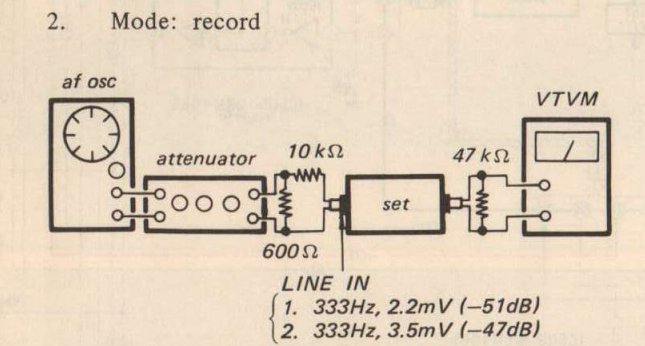 2. Mode: record
af osc
VTVM
attenuator
10 kΩ
47 kΩ
set
600 Ω
LINE IN
1. 333Hz, 2.2mV (−51dB)
2. 333Hz, 3.5mV (−47dB)